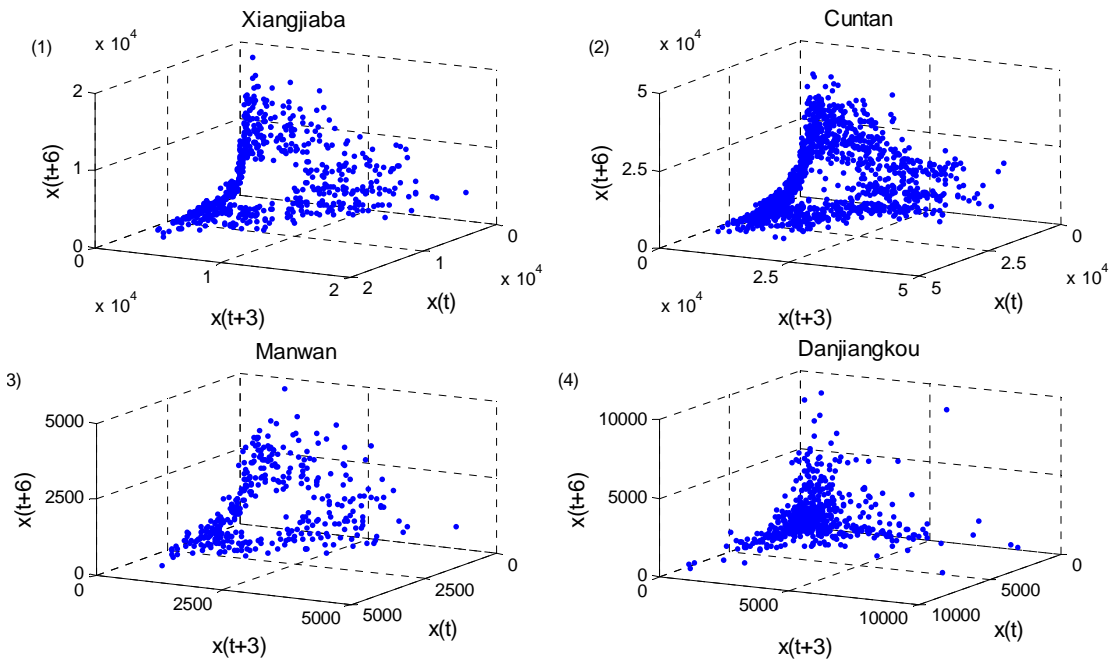 Xiangjiaba
(1)
x 10^4
2
1
0
x(t+6)
0
1
2
x 10^4
x(t+3)
2
1
0
x 10^4
x(t)
Cuntan
(2)
x 10^4
5
2.5
0
x(t+6)
0
2.5
5
x 10^4
x(t+3)
5
2.5
0
x 10^4
x(t)
Manwan
3)
5000
2500
0
x(t+6)
0
2500
5000
x(t+3)
5000
2500
0
x(t)
Danjiangkou
(4)
10000
5000
0
x(t+6)
0
5000
10000
x(t+3)
10000
5000
0
x(t)